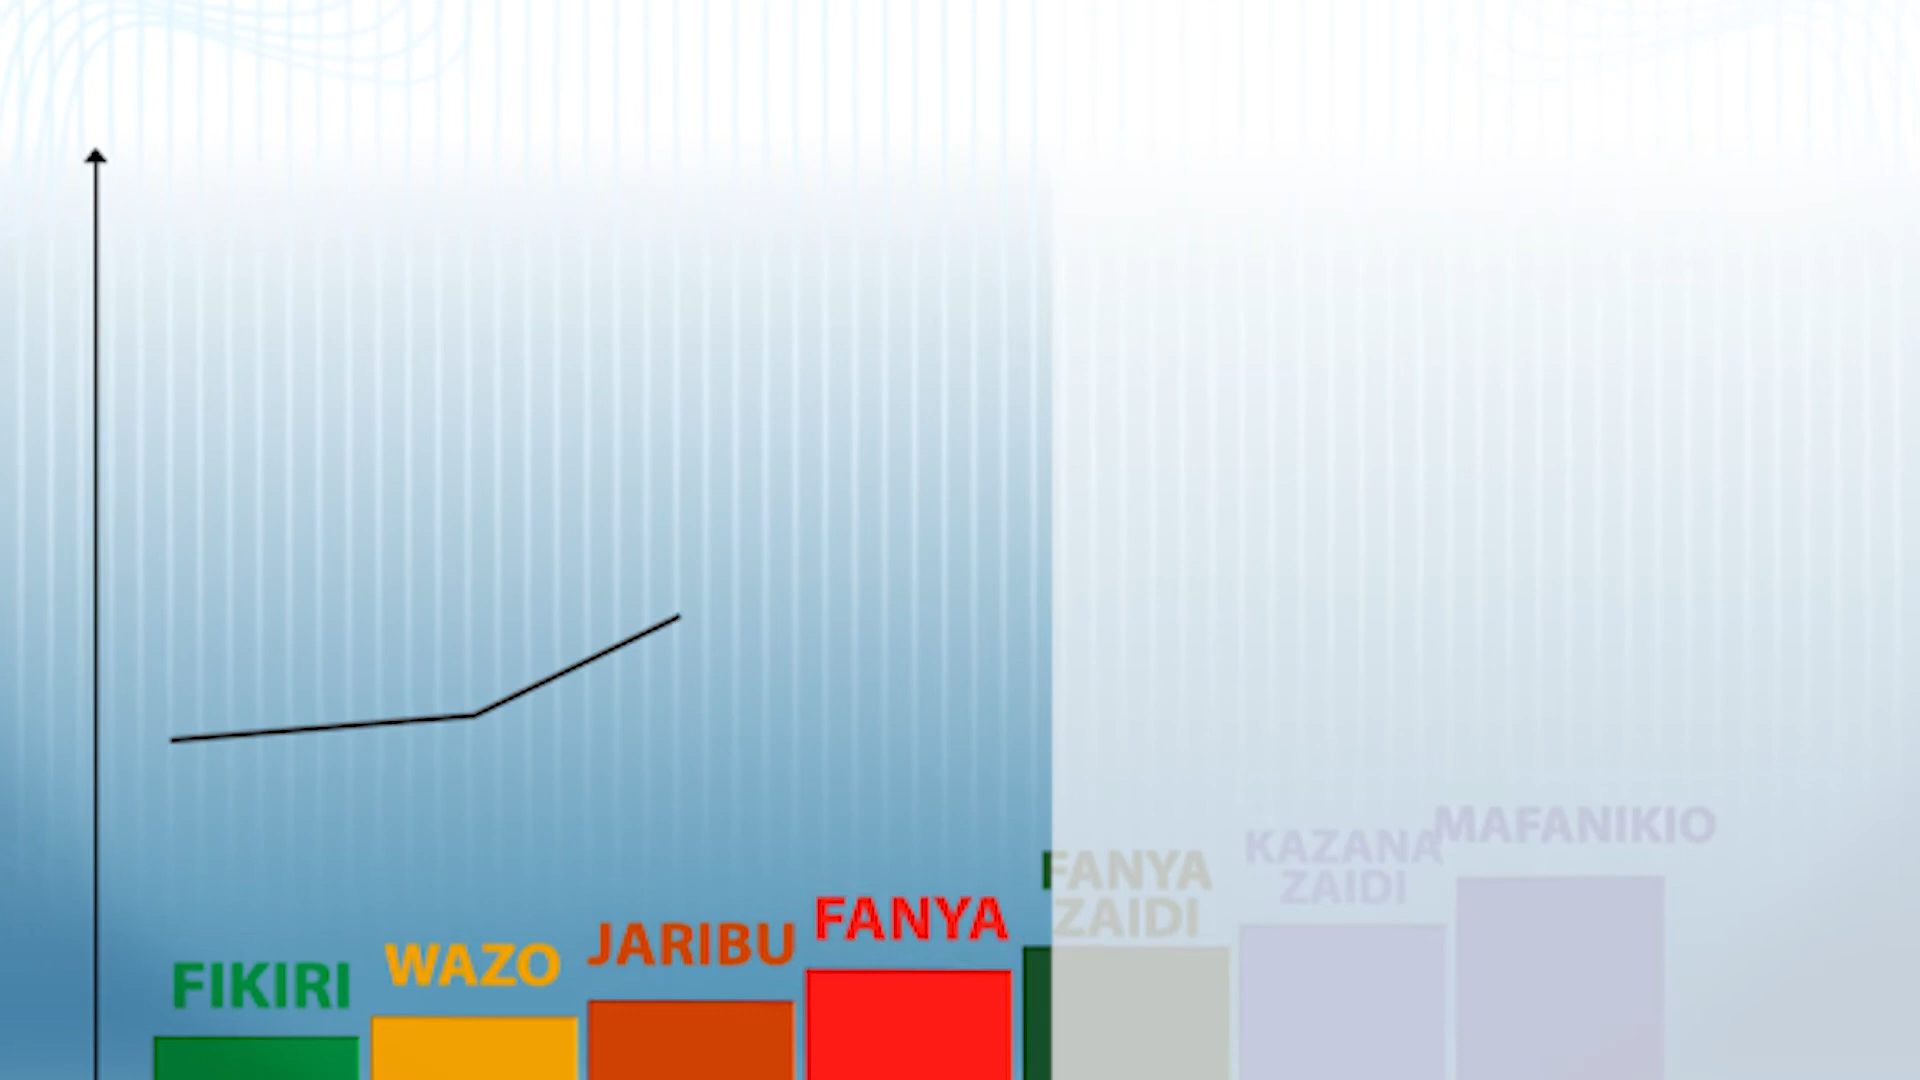 FIKIRI
WAZO
JARIBU
FANYA
FANYA
ZAIDI
KAZANA
ZAIDI
MAFANIKIO